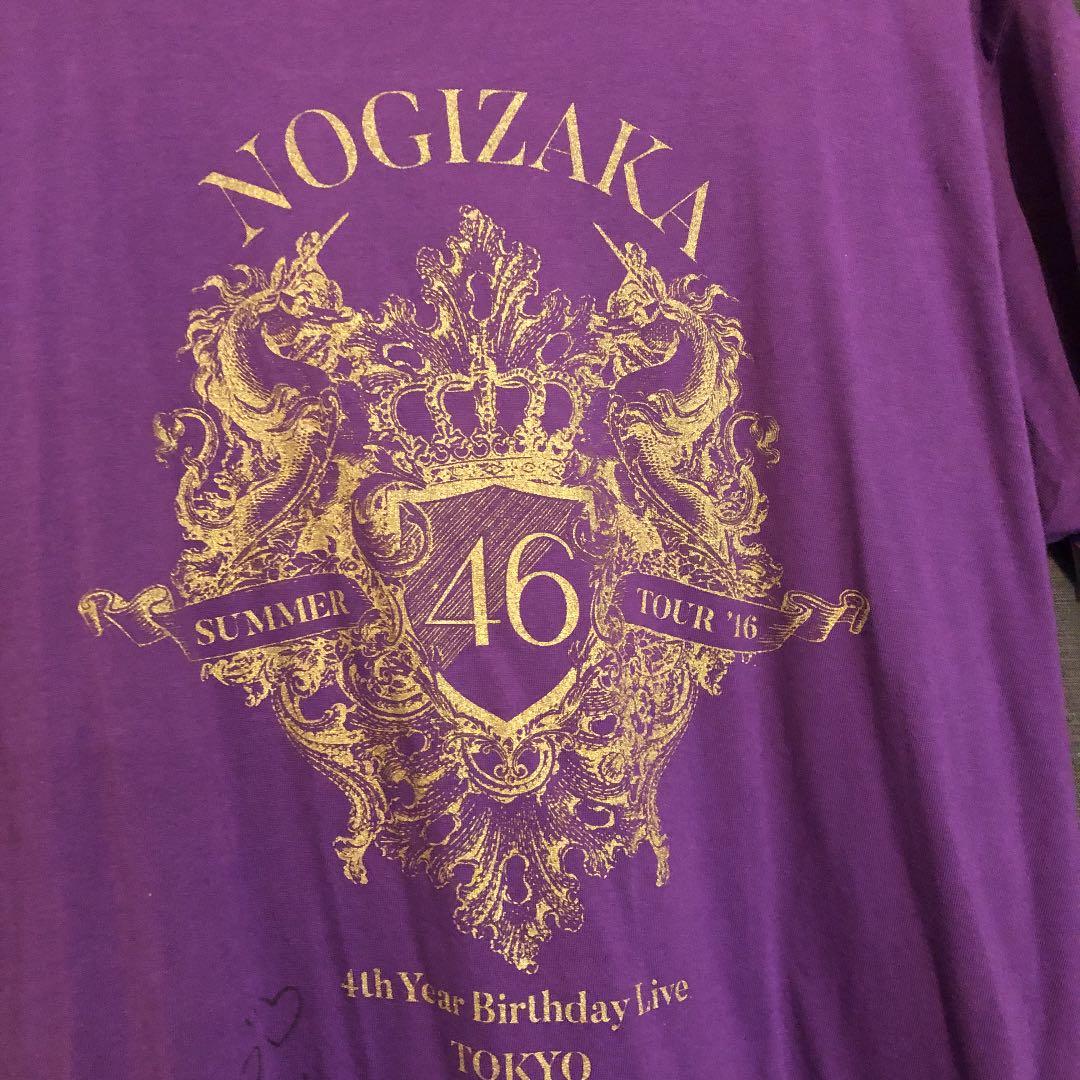 NOGIZAKA
46
SUMMER TOUR '16
4th Year Birthday Live
TOKYO